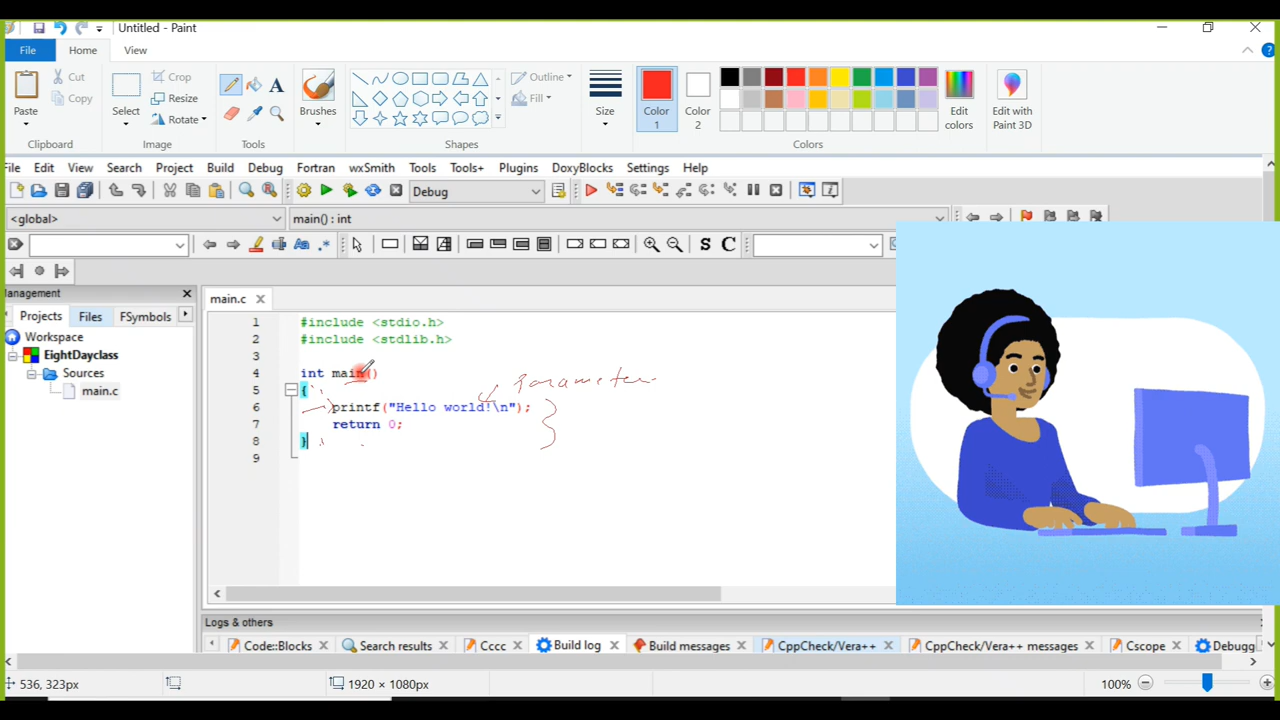 Untitled - Paint
File Home View
Paste Cut Copy Select Crop Resize Rotate Brushes Outline Fill Size Color 1 Color 2 Edit colors Edit with Paint 3D
Clipboard Image Tools Shapes Colors
File Edit View Search Project Build Debug Fortran wxSmith Tools Tools+ Plugins DoxyBlocks Settings Help
Debug
<global> main() : int
S C
Management
Projects Files FSymbols
Workspace
EightDayclass
Sources
main.c
main.c
1 #include <stdio.h>
2 #include <stdlib.h>
3
4 int main()
5 {
Parameter
6 printf("Hello world!\n");
7 return 0;
8 }
9
Logs & others
Code::Blocks Search results Cccc Build log Build messages CppCheck/Vera++ CppCheck/Vera++ messages Cscope Debugg
536, 323px 1920 × 1080px 100%